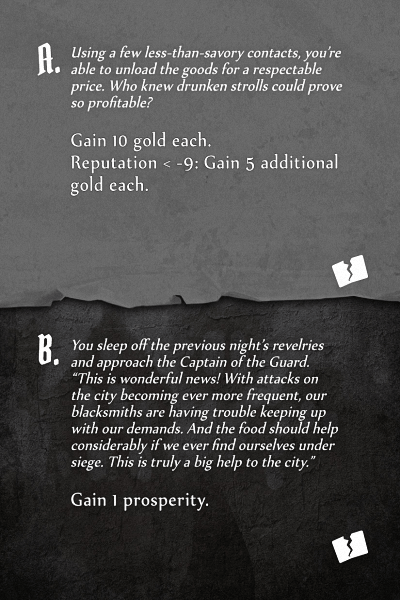 A.
Using a few less-than-savory contacts, you're
able to unload the goods for a respectable
price. Who knew drunken strolls could prove
so profitable?
Gain 10 gold each.
Reputation < -9: Gain 5 additional
gold each.
B.
You sleep off the previous night's revelries
and approach the Captain of the Guard.
"This is wonderful news! With attacks on
the city becoming ever more frequent, our
blacksmiths are having trouble keeping up
with our demands. And the food should help
considerably if we ever find ourselves under
siege. This is truly a big help to the city."
Gain 1 prosperity.